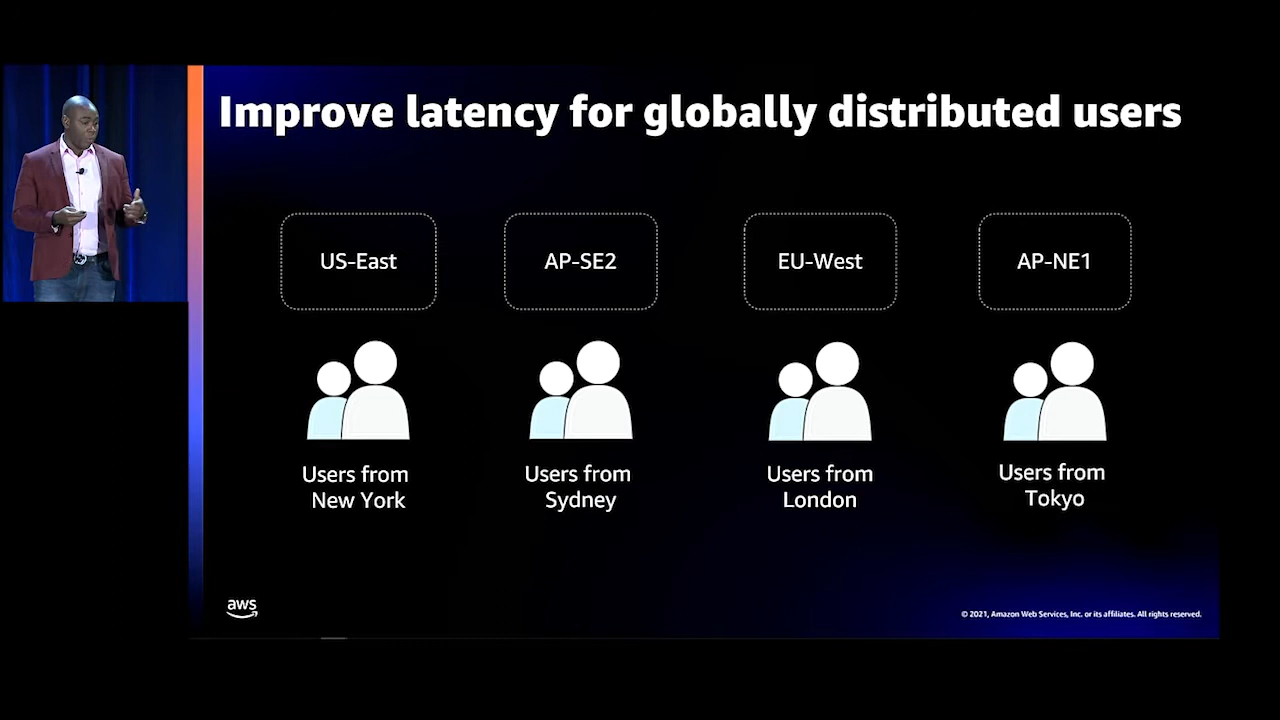 Improve latency for globally distributed users
US-East
AP-SE2
EU-West
AP-NE1
Users from
New York
Users from
Sydney
Users from
London
Users from
Tokyo
aws
© 2021, Amazon Web Services, Inc. or its affiliates. All rights reserved.